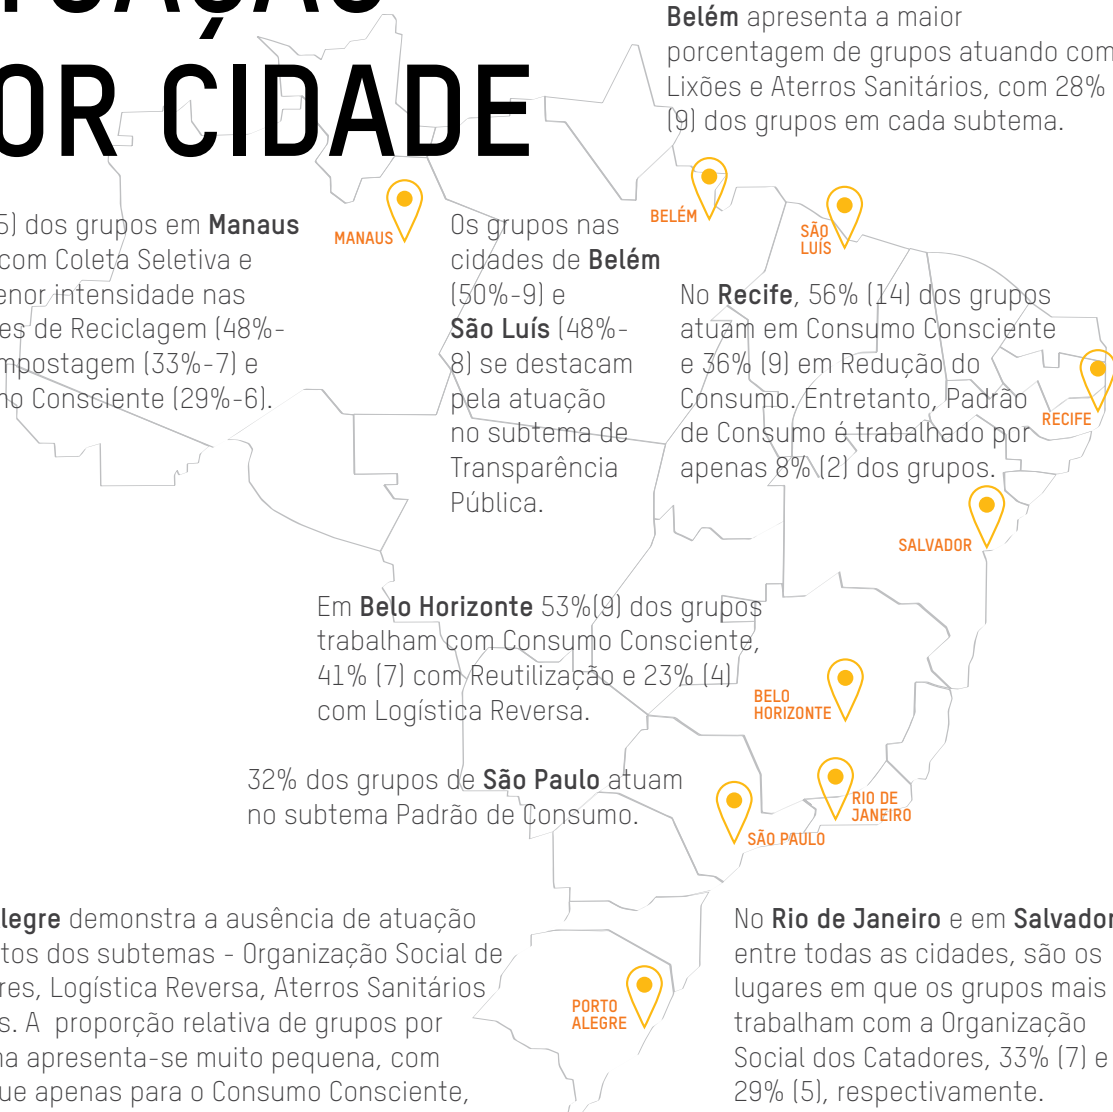 OR CIDADE
Belém apresenta a maior
porcentagem de grupos atuando com
Lixões e Aterros Sanitários, com 28%
(9) dos grupos em cada subtema.
5) dos grupos em Manaus
com Coleta Seletiva e
enor intensidade nas
es de Reciclagem (48%-
mpostagem (33%-7) e
no Consciente (29%-6).
MANAUS
Os grupos nas
cidades de Belém
(50%-9) e
São Luís (48%-
8) se destacam
pela atuação
no subtema de
Transparência
Pública.
BELÉM
SÃO
LUÍS
No Recife, 56% (14) dos grupos
atuam em Consumo Consciente
e 36% (9) em Redução do
Consumo. Entretanto, Padrão
de Consumo é trabalhado por
apenas 8% (2) dos grupos.
RECIFE
SALVADOR
Em Belo Horizonte 53%(9) dos grupos
trabalham com Consumo Consciente,
41% (7) com Reutilização e 23% (4)
com Logística Reversa.
BELO
HORIZONTE
32% dos grupos de São Paulo atuam
no subtema Padrão de Consumo.
RIO DE
JANEIRO
SÃO PAULO
legre demonstra a ausência de atuação
tos dos subtemas - Organização Social de
res, Logística Reversa, Aterros Sanitários
s. A proporção relativa de grupos por
na apresenta-se muito pequena, com
ue apenas para o Consumo Consciente,
PORTO
ALEGRE
No Rio de Janeiro e em Salvador
entre todas as cidades, são os
lugares em que os grupos mais
trabalham com a Organização
Social dos Catadores, 33% (7) e
29% (5), respectivamente.